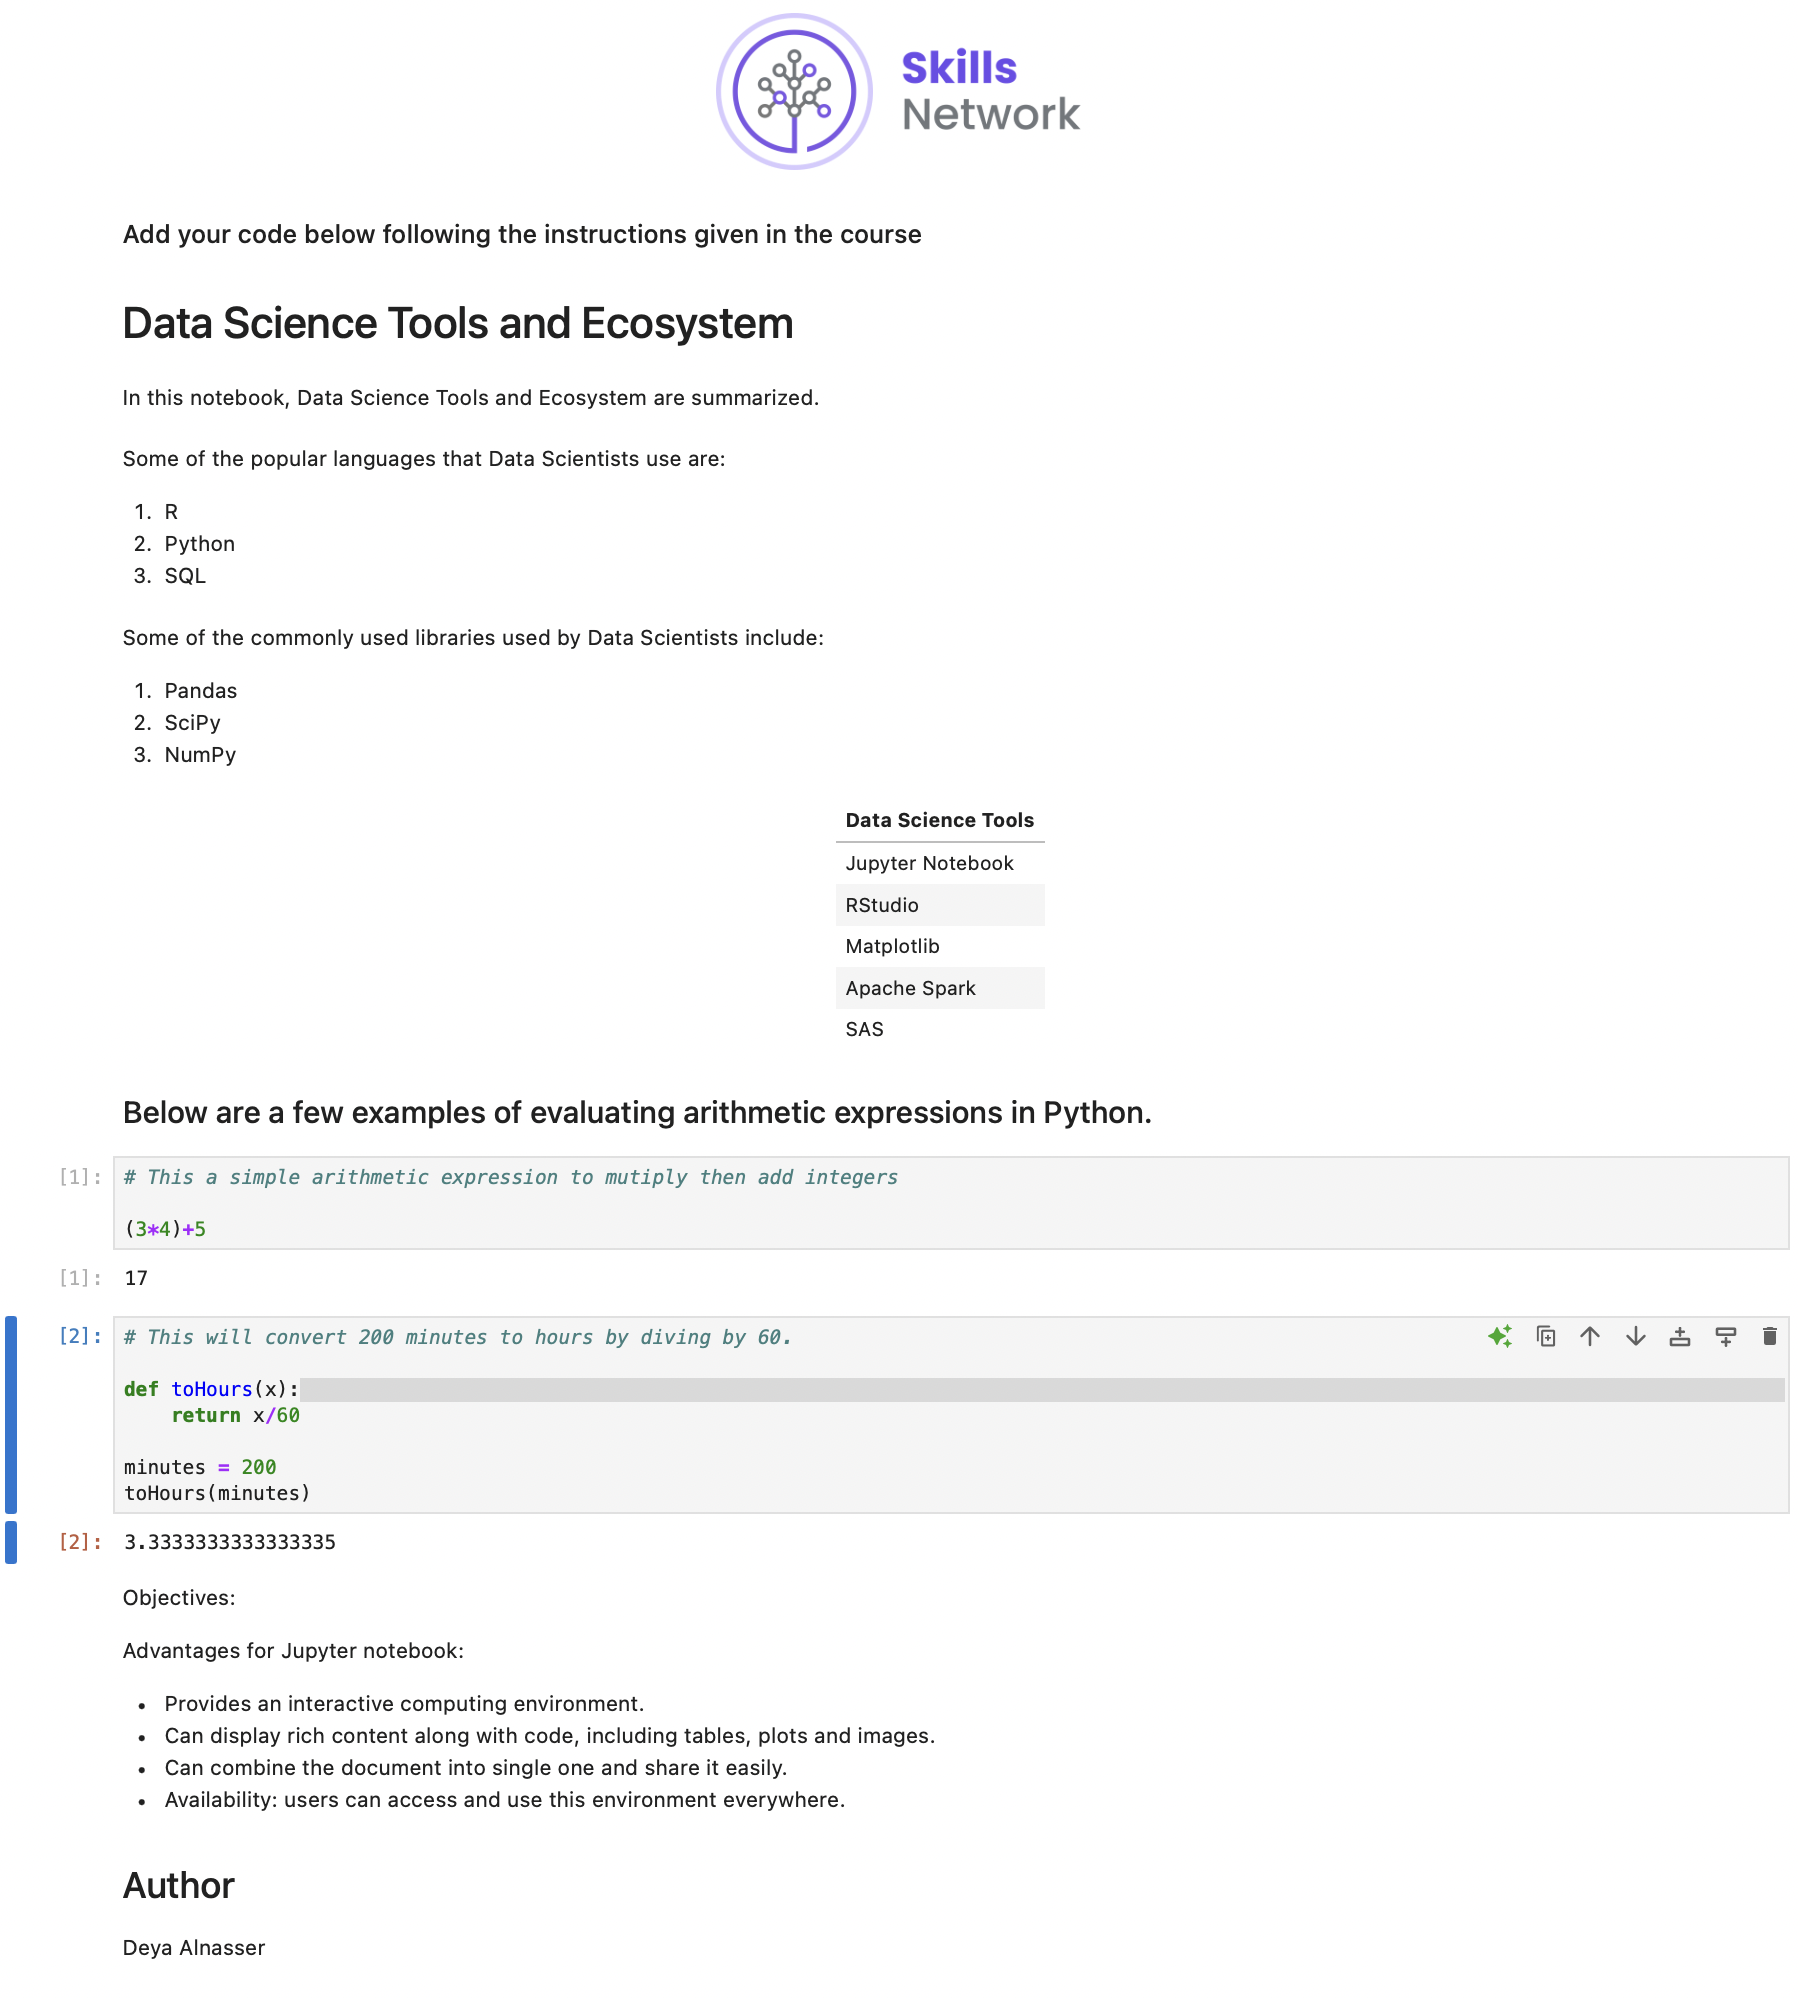 Skills
Network
Add your code below following the instructions given in the course
Data Science Tools and Ecosystem
In this notebook, Data Science Tools and Ecosystem are summarized.
Some of the popular languages that Data Scientists use are:
1. R
2. Python
3. SQL
Some of the commonly used libraries used by Data Scientists include:
1. Pandas
2. SciPy
3. NumPy
Data Science Tools
Jupyter Notebook
RStudio
Matplotlib
Apache Spark
SAS
Below are a few examples of evaluating arithmetic expressions in Python.
[1]: # This a simple arithmetic expression to mutiply then add integers
(3*4)+5
[1]: 17
[2]: # This will convert 200 minutes to hours by diving by 60.
def toHours(x):
    return x/60
minutes = 200
toHours(minutes)
[2]: 3.3333333333333335
Objectives:
Advantages for Jupyter notebook:
• Provides an interactive computing environment.
• Can display rich content along with code, including tables, plots and images.
• Can combine the document into single one and share it easily.
• Availability: users can access and use this environment everywhere.
Author
Deya Alnasser